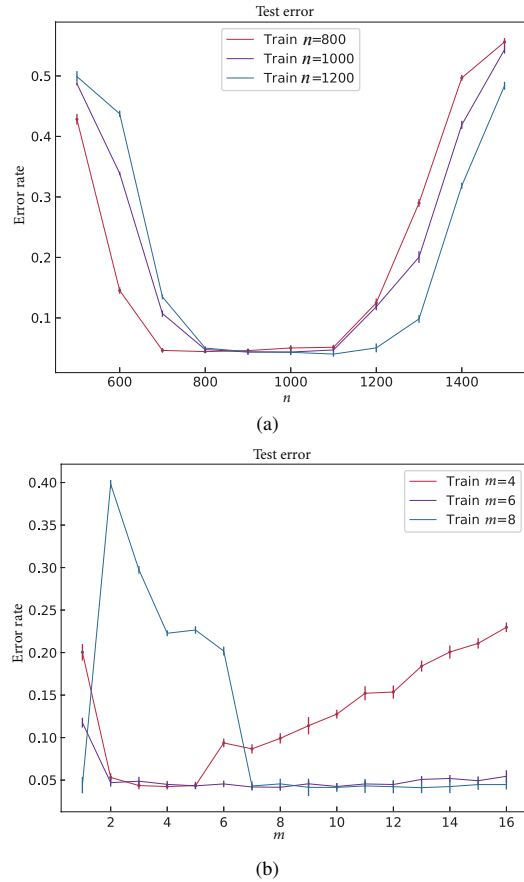 Test error
Train n=800
Train n=1000
Train n=1200
Error rate
0.5
0.4
0.3
0.2
0.1
600 800 1000 1200 1400
n
(a)
Test error
Train m=4
Train m=6
Train m=8
Error rate
0.40
0.35
0.30
0.25
0.20
0.15
0.10
0.05
2 4 6 8 10 12 14 16
m
(b)